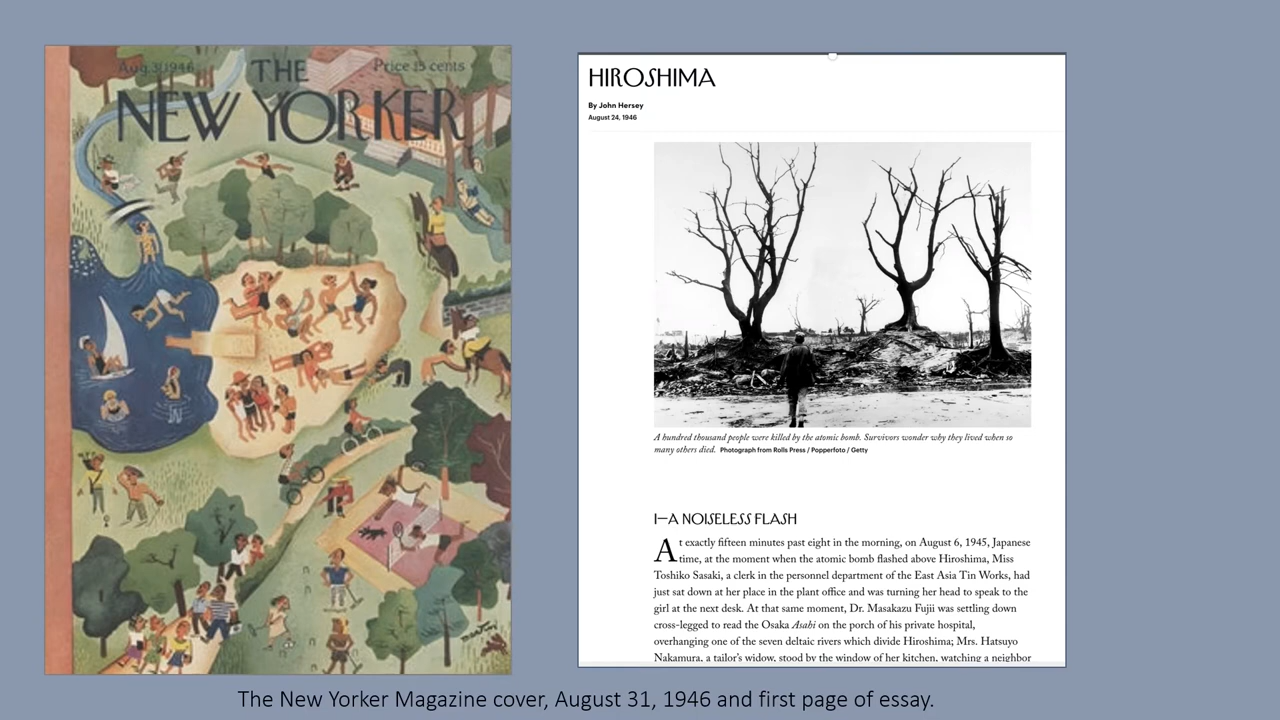 Aug. 31, 1946
THE
Price 15 cents
NEW YORKER
HIROSHIMA
By John Hersey
August 24, 1946
A hundred thousand people were killed by the atomic bomb. Survivors wonder why they lived when so
many others died. Photograph from Rolls Press / Popperfoto / Getty
I—A NOISELESS FLASH
At exactly fifteen minutes past eight in the morning, on August 6, 1945, Japanese
time, at the moment when the atomic bomb flashed above Hiroshima, Miss
Toshiko Sasaki, a clerk in the personnel department of the East Asia Tin Works, had
just sat down at her place in the plant office and was turning her head to speak to the
girl at the next desk. At that same moment, Dr. Masakazu Fujii was settling down
cross-legged to read the Osaka Asahi on the porch of his private hospital,
overhanging one of the seven deltaic rivers which divide Hiroshima; Mrs. Hatsuyo
Nakamura, a tailor's widow, stood by the window of her kitchen, watching a neighbor
The New Yorker Magazine cover, August 31, 1946 and first page of essay.